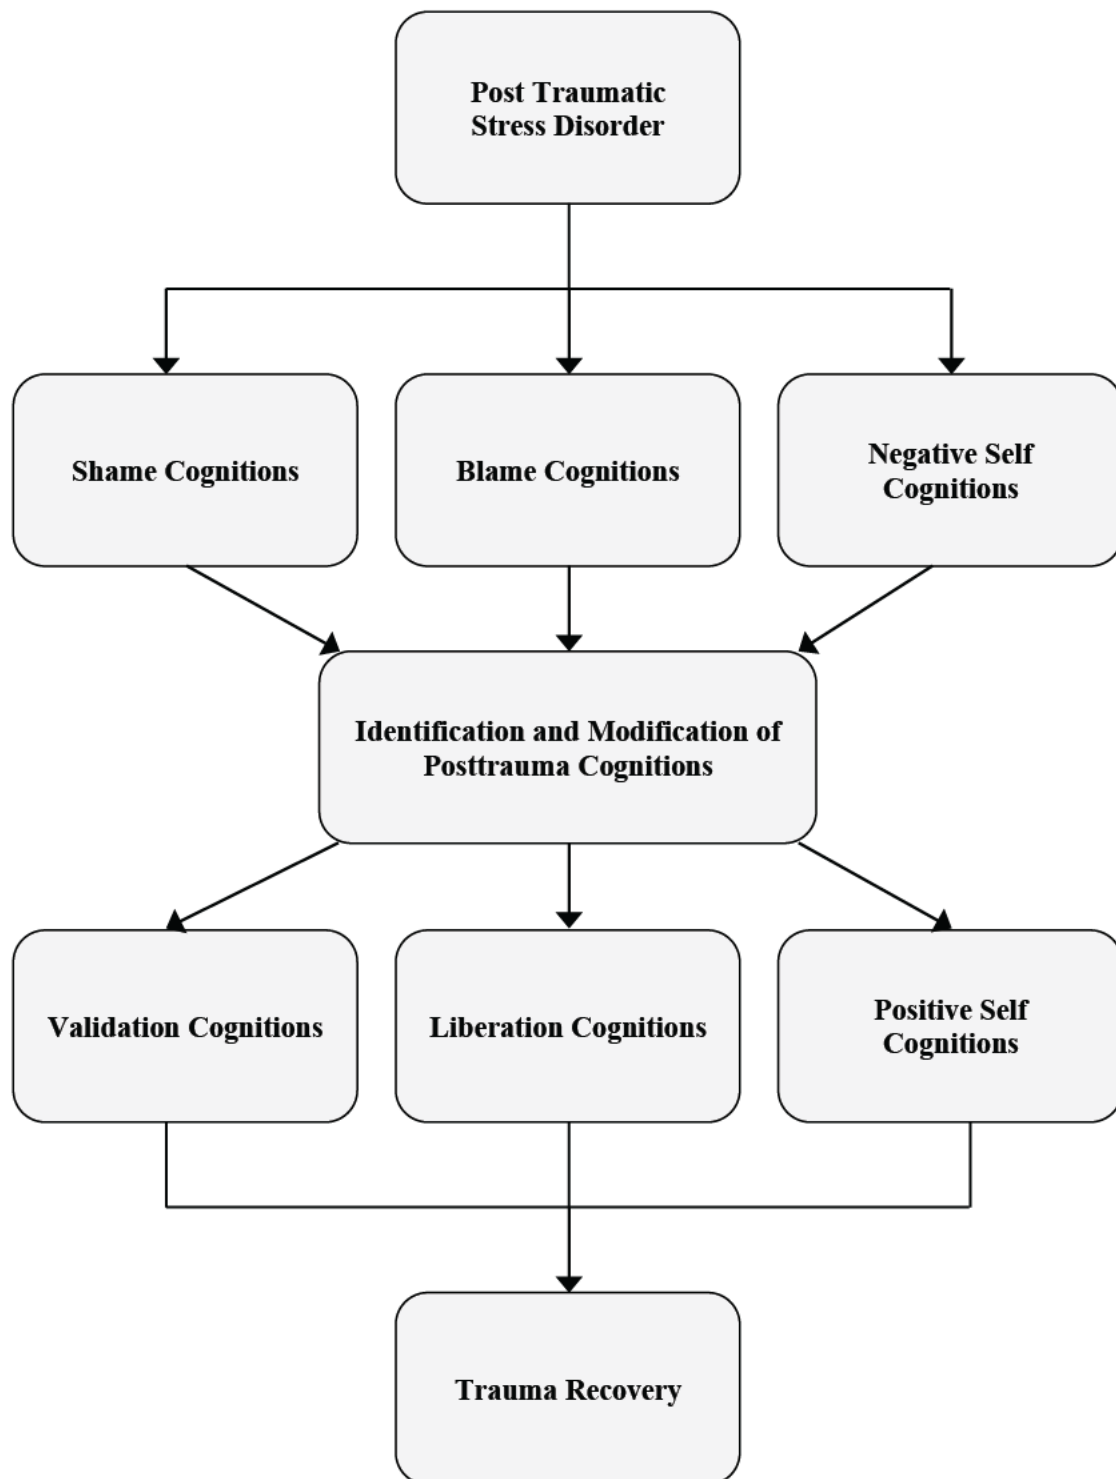 Post Traumatic
Stress Disorder
Shame Cognitions
Blame Cognitions
Negative Self
Cognitions
Identification and Modification of
Posttrauma Cognitions
Validation Cognitions
Liberation Cognitions
Positive Self
Cognitions
Trauma Recovery